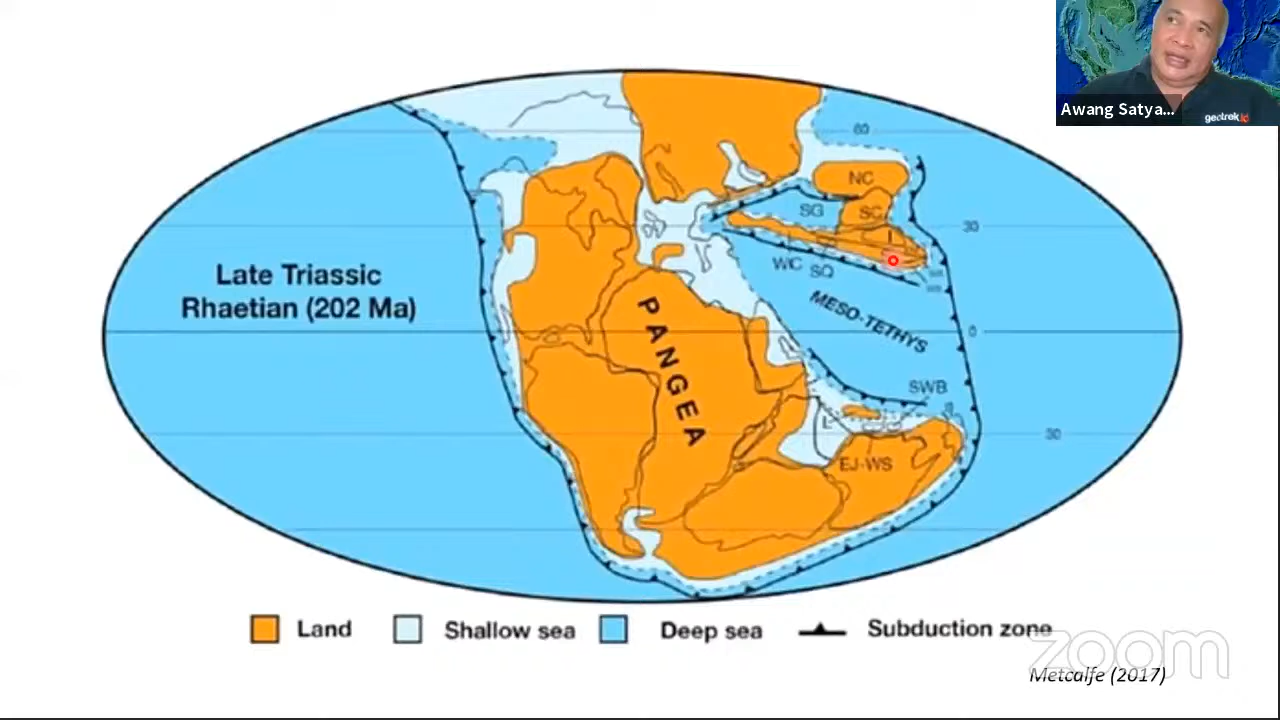 Awang Satya...
geotrek.id
60
NC
SG
SC
I
30
WC
SQ
Late Triassic
Rhaetian (202 Ma)
MESO-TETHYS
PANGEA
0
SWB
L
30
EJ-WS
Land
Shallow sea
Deep sea
Subduction zone
zoom
Metcalfe (2017)